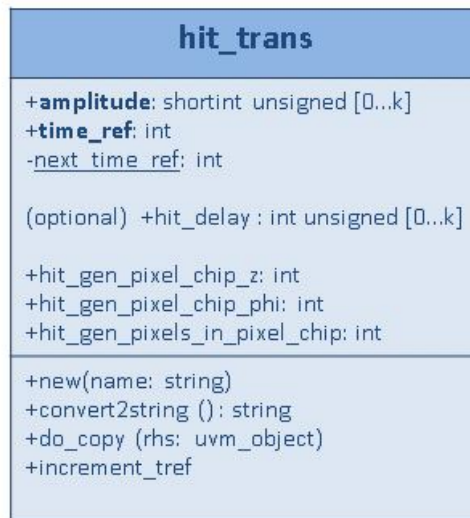 hit_trans
+amplitude: shortint unsigned [0...k]
+time_ref: int
-next_time_ref: int
(optional) +hit_delay : int unsigned [0...k]
+hit_gen_pixel_chip_z: int
+hit_gen_pixel_chip_phi: int
+hit_gen_pixels_in_pixel_chip: int
+new(name: string)
+convert2string (): string
+do_copy (rhs: uvm_object)
+increment_tref